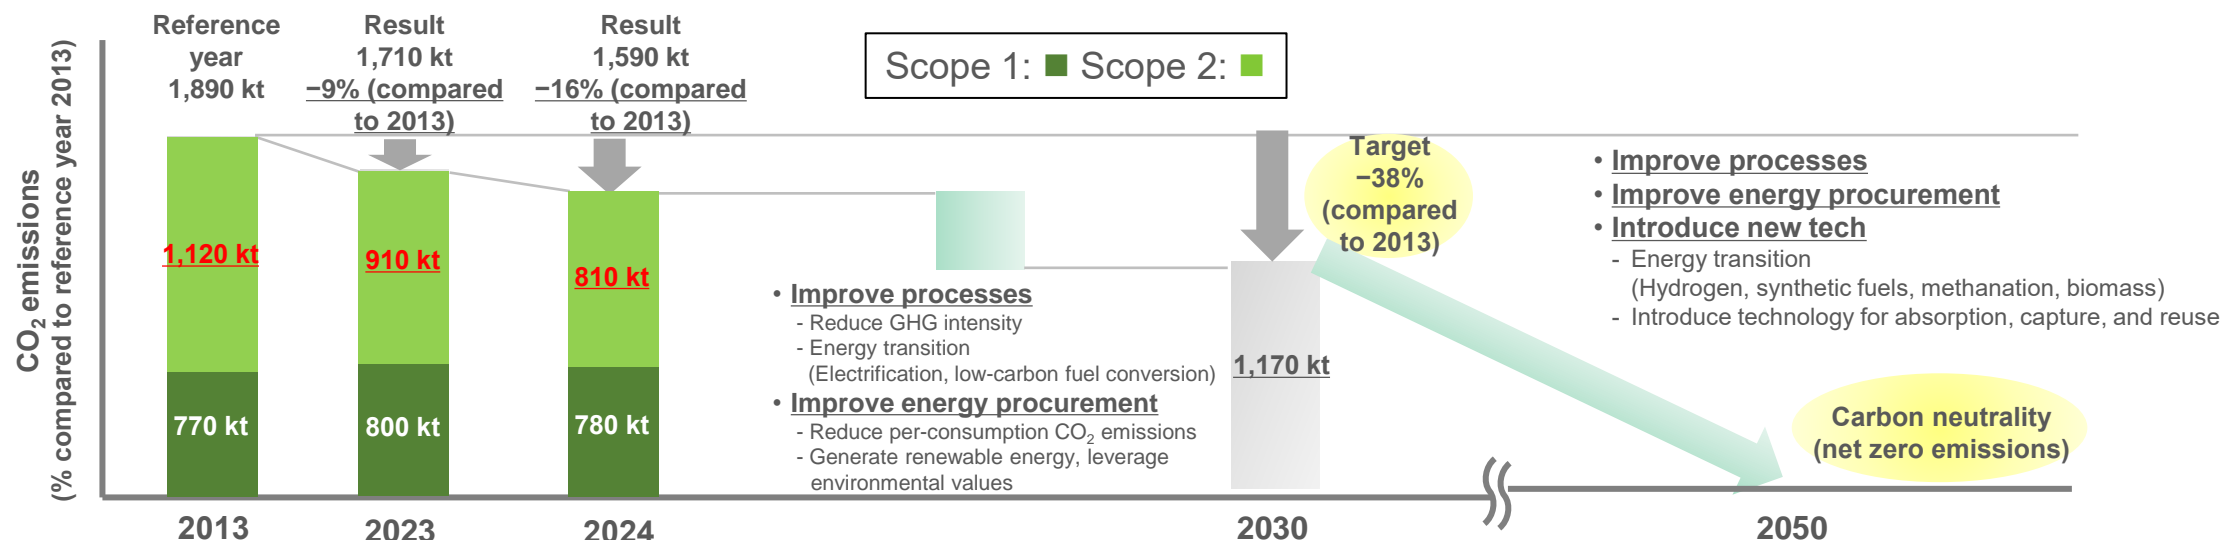 CO₂ emissions
(% compared to reference year 2013)
Reference
year
1,890 kt
Result
1,710 kt
−9% (compared
to 2013)
Result
1,590 kt
−16% (compared
to 2013)
Scope 1: ■ Scope 2: ■
1,120 kt
770 kt
910 kt
800 kt
810 kt
780 kt
• Improve processes
- Reduce GHG intensity
- Energy transition
(Electrification, low-carbon fuel conversion)
• Improve energy procurement
- Reduce per-consumption CO₂ emissions
- Generate renewable energy, leverage
environmental values
1,170 kt
Target
−38%
(compared
to 2013)
• Improve processes
• Improve energy procurement
• Introduce new tech
- Energy transition
(Hydrogen, synthetic fuels, methanation, biomass)
- Introduce technology for absorption, capture, and reuse
Carbon neutrality
(net zero emissions)
2013
2023
2024
2030
2050